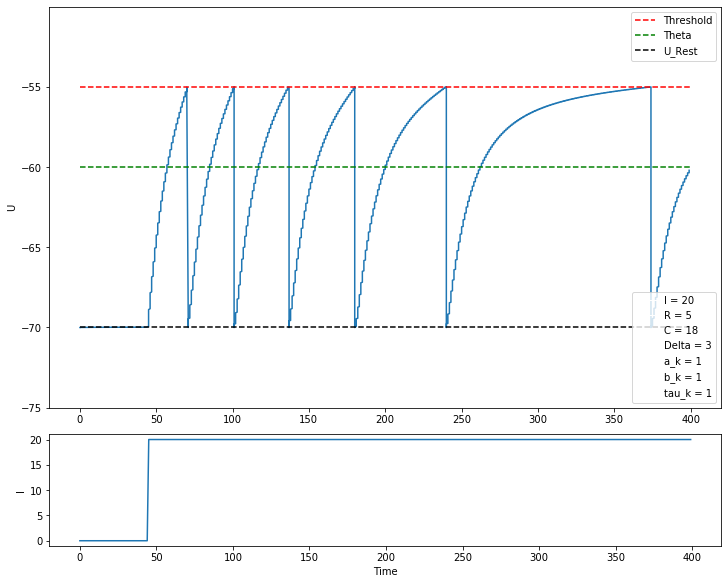 Threshold
Theta
U_Rest
−55
−60
U
−65
−70
I = 20
R = 5
C = 18
Delta = 3
a_k = 1
b_k = 1
tau_k = 1
−75
0 50 100 150 200 250 300 350 400
20
15
10
I
5
0
0 50 100 150 200 250 300 350 400
Time